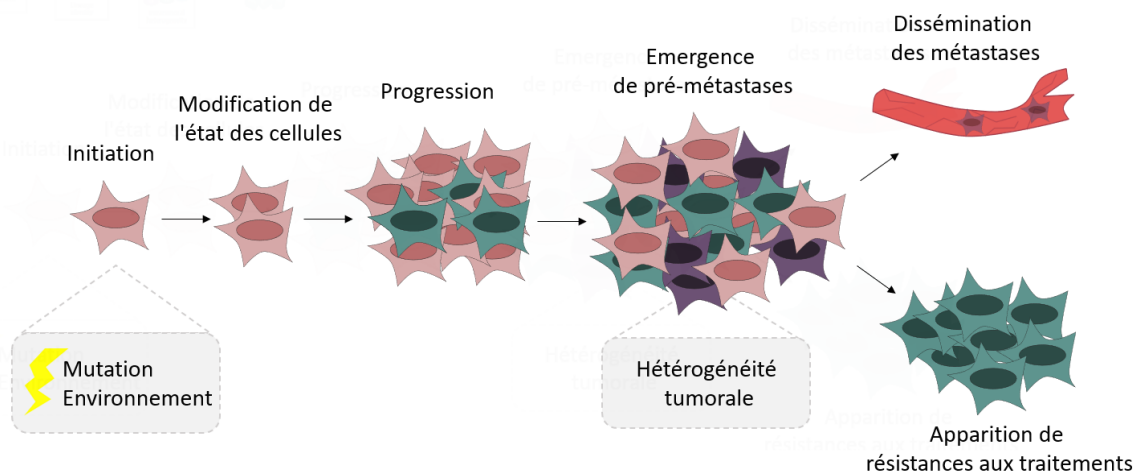 Initiation
Modification de
l'état des cellules
Progression
Emergence
de pré-métastases
Dissémination
des métastases
Mutation
Environnement
Hétérogénéité
tumorale
Apparition de
résistances aux traitements